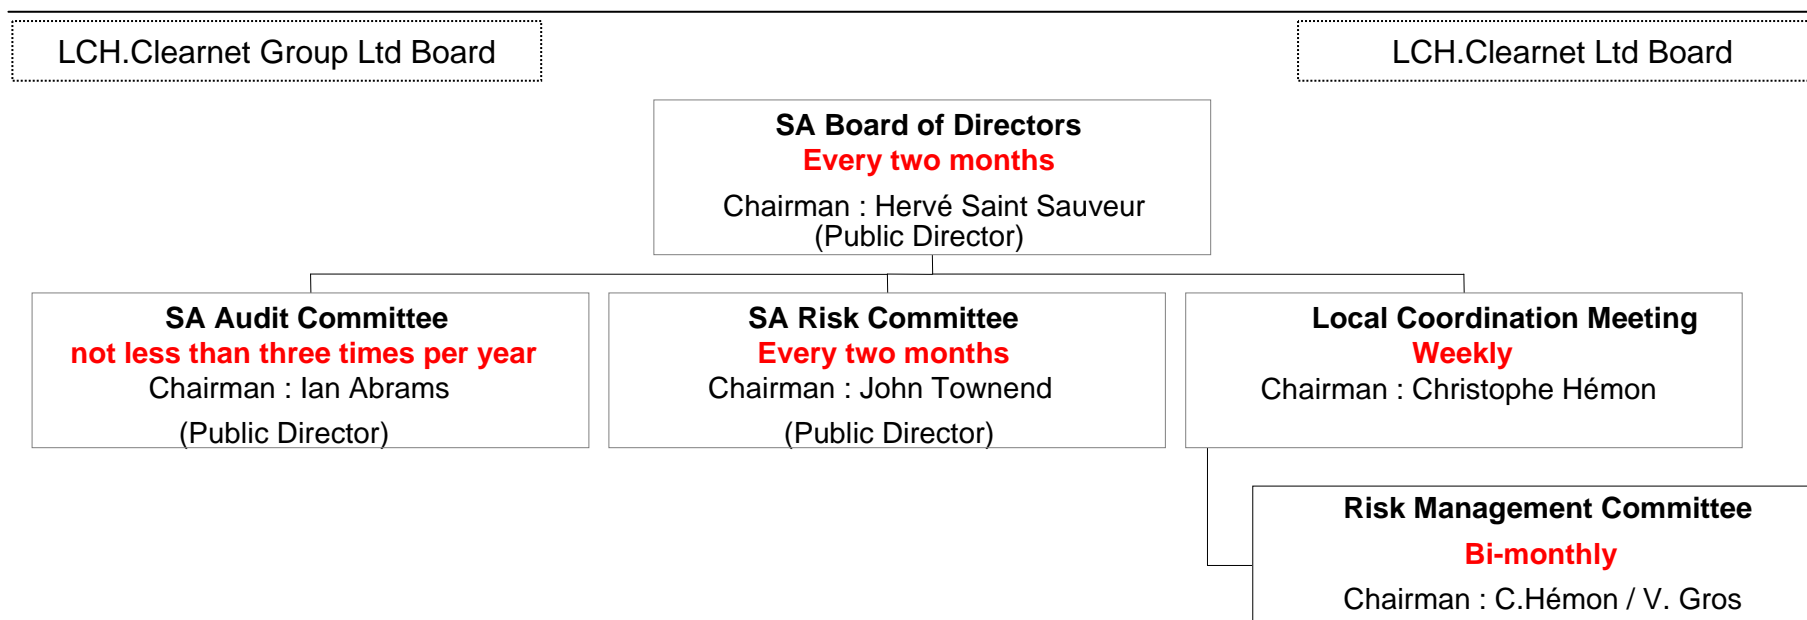 LCH.Clearnet Group Ltd Board
LCH.Clearnet Ltd Board
SA Board of Directors
Every two months
Chairman : Hervé Saint Sauveur
(Public Director)
SA Audit Committee
not less than three times per year
Chairman : Ian Abrams
(Public Director)
SA Risk Committee
Every two months
Chairman : John Townend
(Public Director)
Local Coordination Meeting
Weekly
Chairman : Christophe Hémon
Risk Management Committee
Bi-monthly
Chairman : C.Hémon / V. Gros